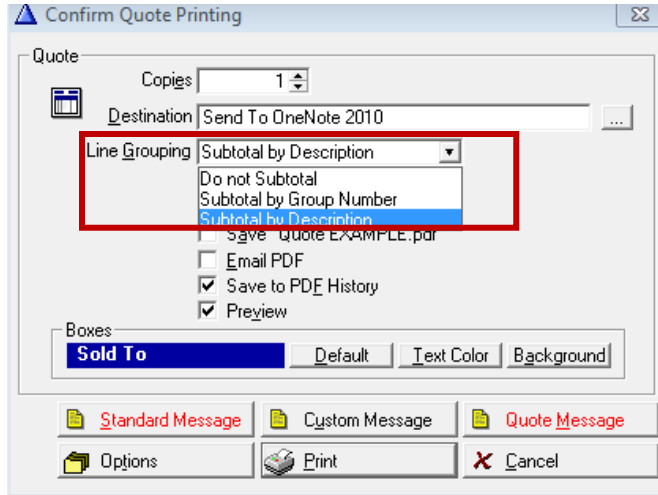 Confirm Quote Printing
Quote
Copies 1
Destination Send To OneNote 2010 ...
Line Grouping Subtotal by Description
Do not Subtotal
Subtotal by Group Number
Subtotal by Description
Save "Quote EXAMPLE.pdf"
Email PDF
Save to PDF History
Preview
Boxes
Sold To Default Text Color Background
Standard Message Custom Message Quote Message
Options Print Cancel